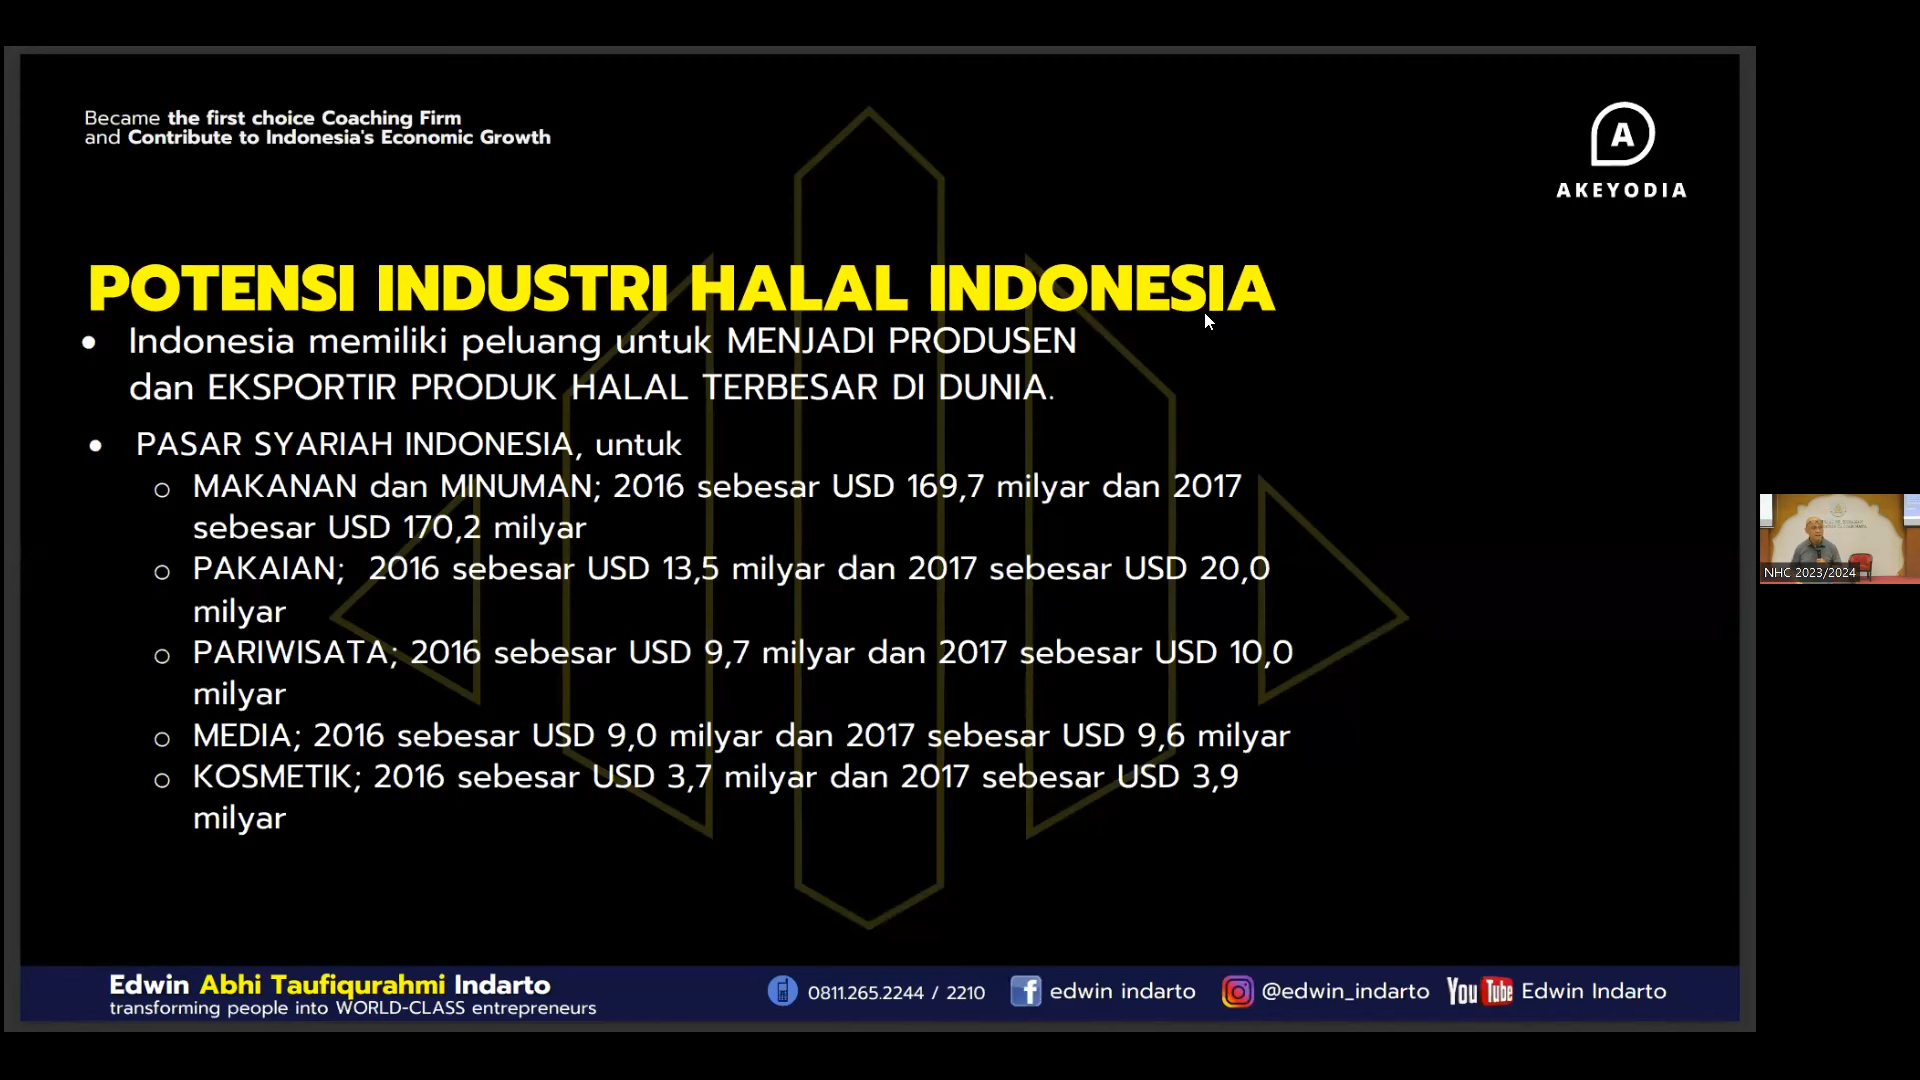 Became the first choice Coaching Firm
and Contribute to Indonesia's Economic Growth
A
AKEYODIA
POTENSI INDUSTRI HALAL INDONESIA
• Indonesia memiliki peluang untuk MENJADI PRODUSEN
dan EKSPORTIR PRODUK HALAL TERBESAR DI DUNIA.
• PASAR SYARIAH INDONESIA, untuk
o MAKANAN dan MINUMAN; 2016 sebesar USD 169,7 milyar dan 2017
sebesar USD 170,2 milyar
o PAKAIAN; 2016 sebesar USD 13,5 milyar dan 2017 sebesar USD 20,0
milyar
o PARIWISATA; 2016 sebesar USD 9,7 milyar dan 2017 sebesar USD 10,0
milyar
o MEDIA; 2016 sebesar USD 9,0 milyar dan 2017 sebesar USD 9,6 milyar
o KOSMETIK; 2016 sebesar USD 3,7 milyar dan 2017 sebesar USD 3,9
milyar
NHC 2023/2024
Edwin Abhi Taufiqurahmi Indarto
transforming people into WORLD-CLASS entrepreneurs
0811.265.2244 / 2210
f edwin indarto
@edwin_indarto
You Tube Edwin Indarto